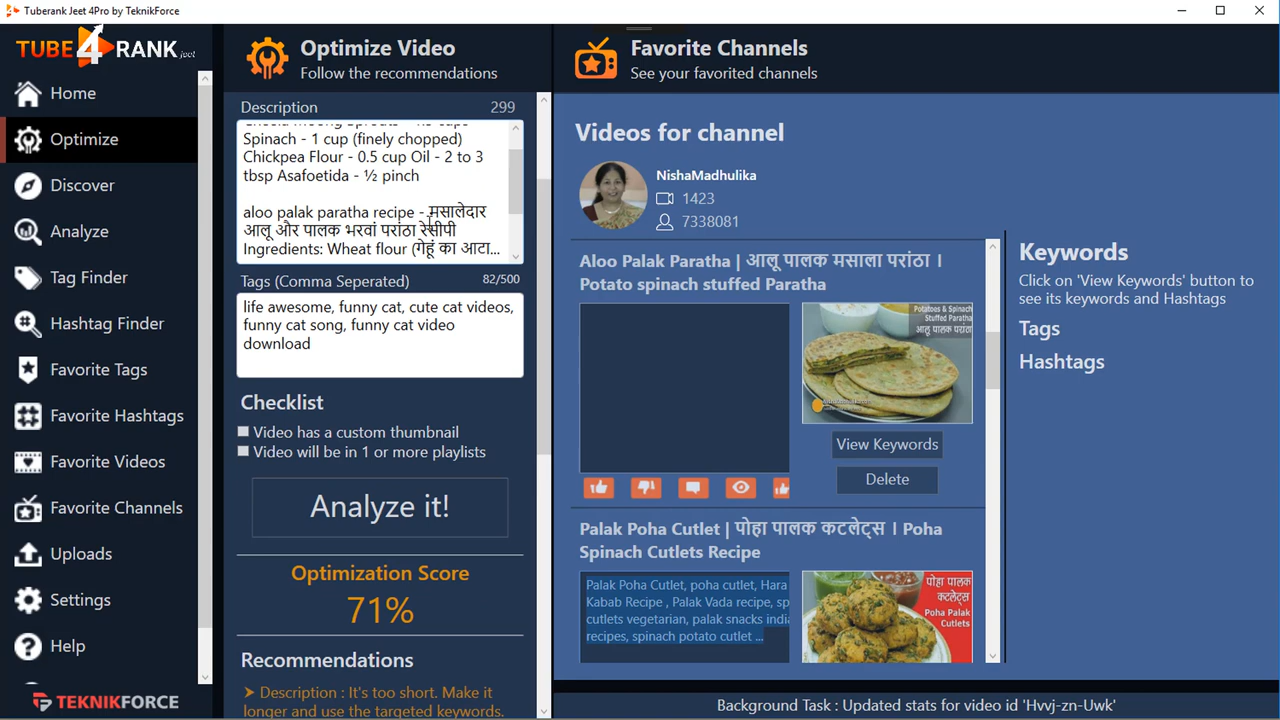 Tuberank Jeet 4Pro by TeknikForce
TUBE 4 RANK jeet
Home
Optimize
Discover
Analyze
Tag Finder
Hashtag Finder
Favorite Tags
Favorite Hashtags
Favorite Videos
Favorite Channels
Uploads
Settings
Help
TEKNIKFORCE
Optimize Video
Follow the recommendations
Description 299
Spinach - 1 cup (finely chopped)
Chickpea Flour - 0.5 cup Oil - 2 to 3
tbsp Asafoetida - ½ pinch
aloo palak paratha recipe - मसालेदार
आलू और पालक भरवां परांठा रेसीपी
Ingredients: Wheat flour (गेहूं का आटा...
Tags (Comma Seperated) 82/500
life awesome, funny cat, cute cat videos,
funny cat song, funny cat video
download
Checklist
Video has a custom thumbnail
Video will be in 1 or more playlists
Analyze it!
Optimization Score
71%
Recommendations
➤ Description : It's too short. Make it
longer and use the targeted keywords.
Favorite Channels
See your favorited channels
Videos for channel
NishaMadhulika
1423
7338081
Aloo Palak Paratha | आलू पालक मसाला परांठा ।
Potato spinach stuffed Paratha
Potatoes & Spinach
Stuffed Paratha
आलू पालक परांठा
View Keywords
Delete
Palak Poha Cutlet | पोहा पालक कटलेट्स । Poha
Spinach Cutlets Recipe
Palak Poha Cutlet, poha cutlet, Hara
Kabab Recipe , Palak Vada recipe, sp
cutlets vegetarian, palak snacks indi
recipes, spinach potato cutlet ...
पोहा पालक
कटलेट्स
Poha Palak
Cutlets
Keywords
Click on 'View Keywords' button to
see its keywords and Hashtags
Tags
Hashtags
Background Task : Updated stats for video id 'Hvvj-zn-Uwk'